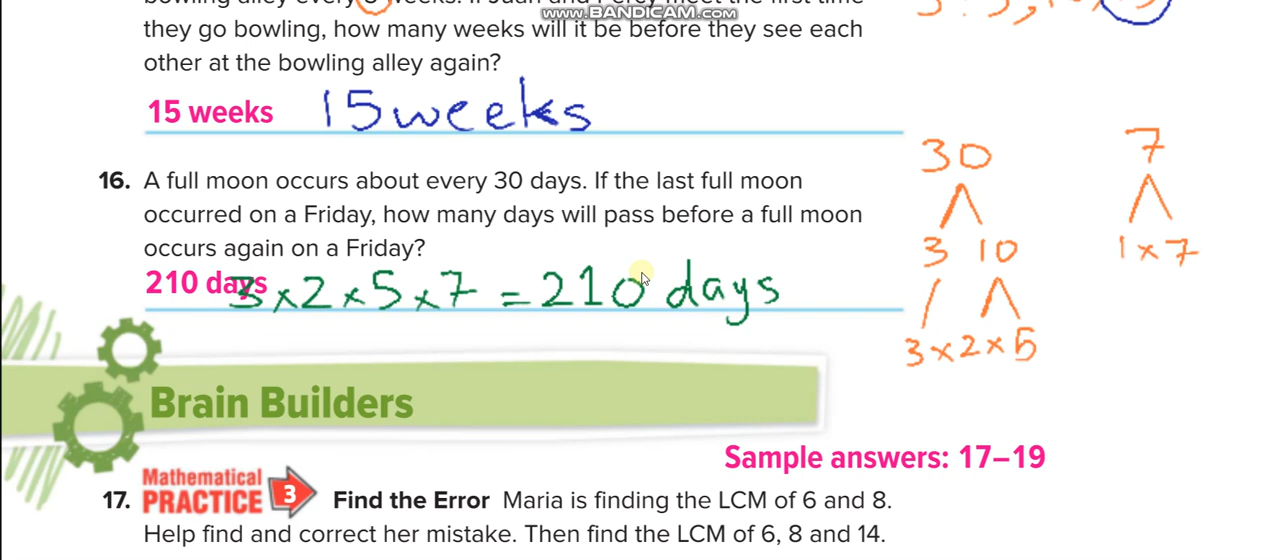 www.BANDICAM.com
they go bowling, how many weeks will it be before they see each
other at the bowling alley again?
15 weeks 15 weeks
16. A full moon occurs about every 30 days. If the last full moon
occurred on a Friday, how many days will pass before a full moon
occurs again on a Friday?
210 days 3 × 2 × 5 × 7 = 210 days
30
3 10
3 × 2 × 5
7
1 × 7
Brain Builders
Sample answers: 17–19
Mathematical
PRACTICE 3
17. Find the Error Maria is finding the LCM of 6 and 8.
Help find and correct her mistake. Then find the LCM of 6, 8 and 14.